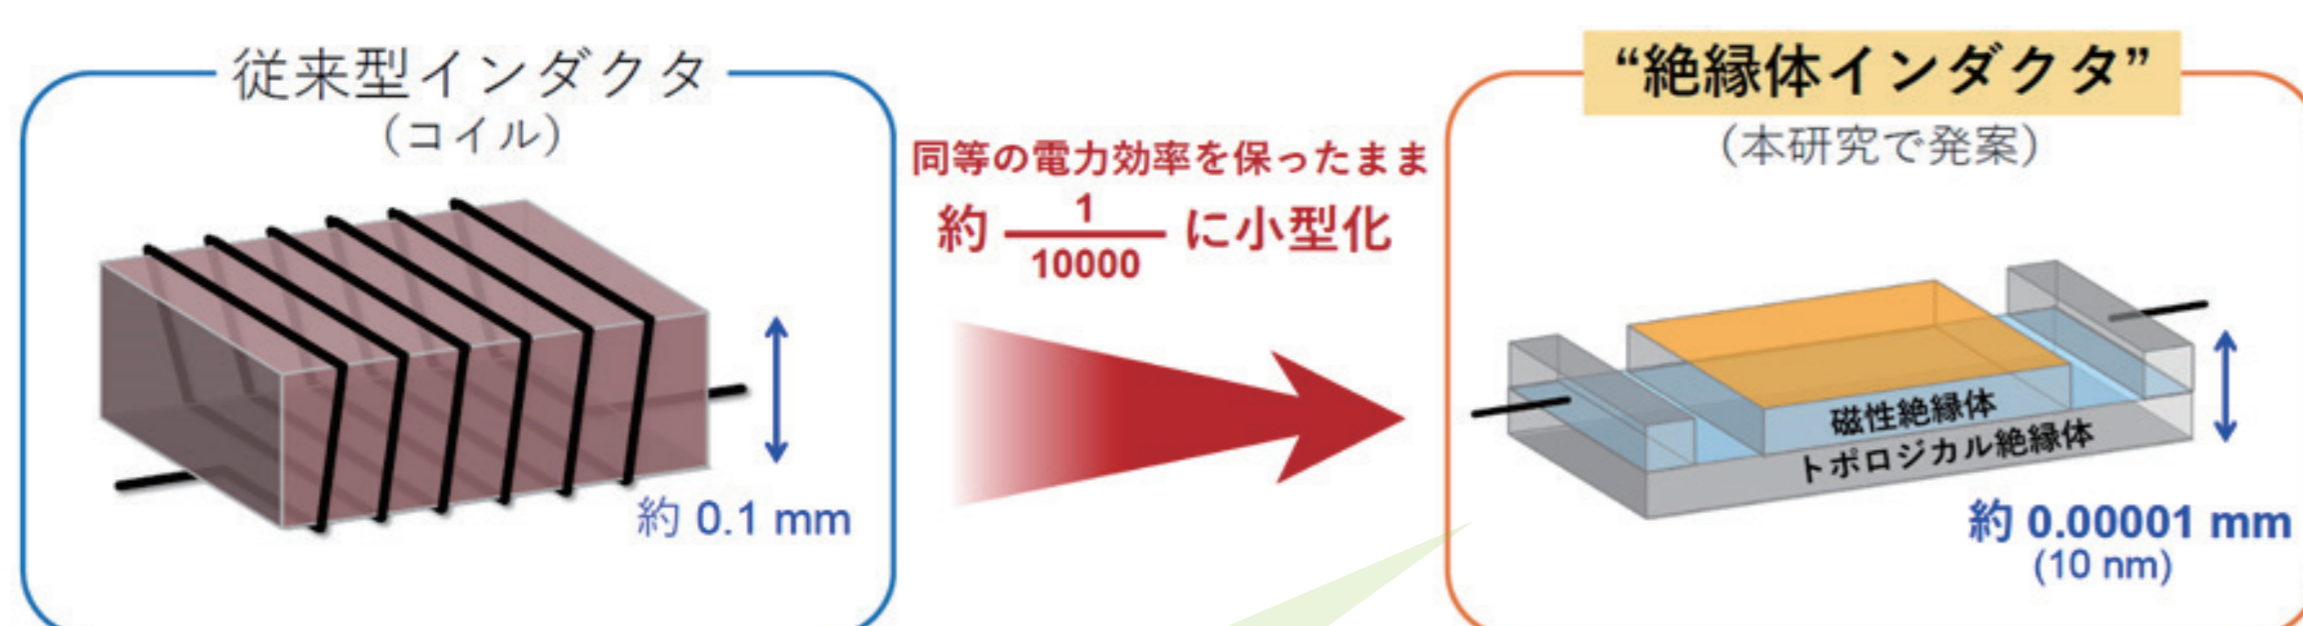 従来型インダクタ
（コイル）
約 0.1 mm
同等の電力効率を保ったまま
約 1/10000 に小型化
“絶縁体インダクタ”
（本研究で発案）
磁性絶縁体
トポロジカル絶縁体
約 0.00001 mm
(10 nm)